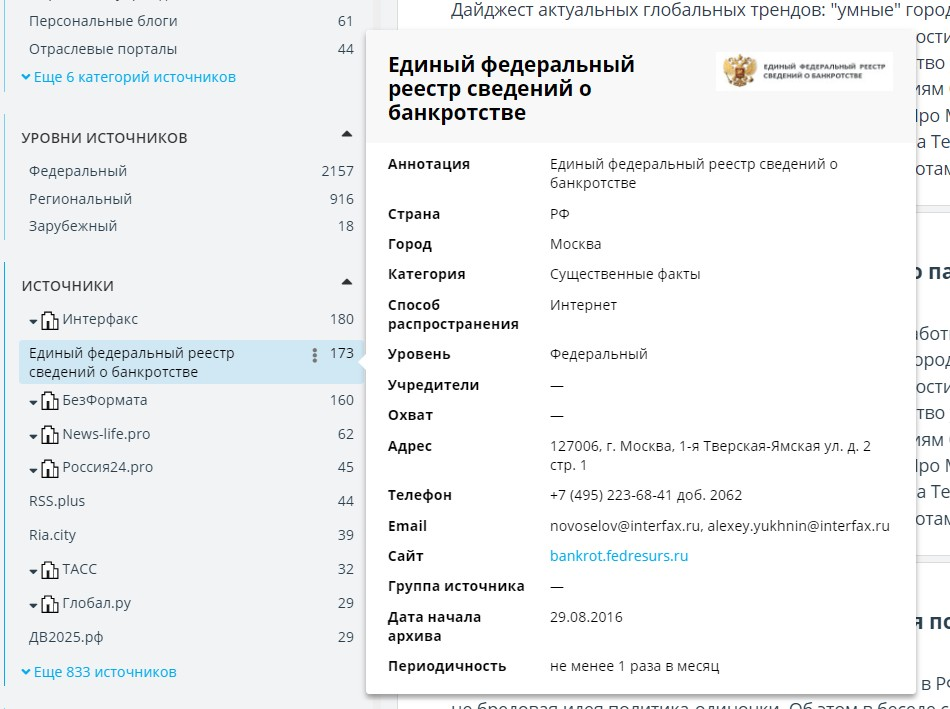 Персональные блоги 61
Отраслевые порталы 44
Еще 6 категорий источников
УРОВНИ ИСТОЧНИКОВ
Федеральный 2157
Региональный 916
Зарубежный 18
ИСТОЧНИКИ
Интерфакс 180
Единый федеральный реестр
сведений о банкротстве 173
БезФормата 160
News-life.pro 62
Россия24.pro 45
RSS.plus 44
Ria.city 39
ТАСС 32
Глобал.ру 29
ДВ2025.рф 29
Еще 833 источников
Дайджест актуальных глобальных трендов: "умные" город
Единый федеральный
реестр сведений о
банкротстве
ЕДИНЫЙ ФЕДЕРАЛЬНЫЙ РЕЕСТР
СВЕДЕНИЙ О БАНКРОТСТВЕ
Аннотация Единый федеральный реестр сведений о
банкротстве
Страна РФ
Город Москва
Категория Существенные факты
Способ
распространения Интернет
Уровень Федеральный
Учредители —
Охват —
Адрес 127006, г. Москва, 1-я Тверская-Ямская ул. д. 2
стр. 1
Телефон +7 (495) 223-68-41 доб. 2062
Email novoselov@interfax.ru, alexey.yukhnin@interfax.ru
Сайт bankrot.fedresurs.ru
Группа источника —
Дата начала
архива 29.08.2016
Периодичность не менее 1 раза в месяц
в РФ